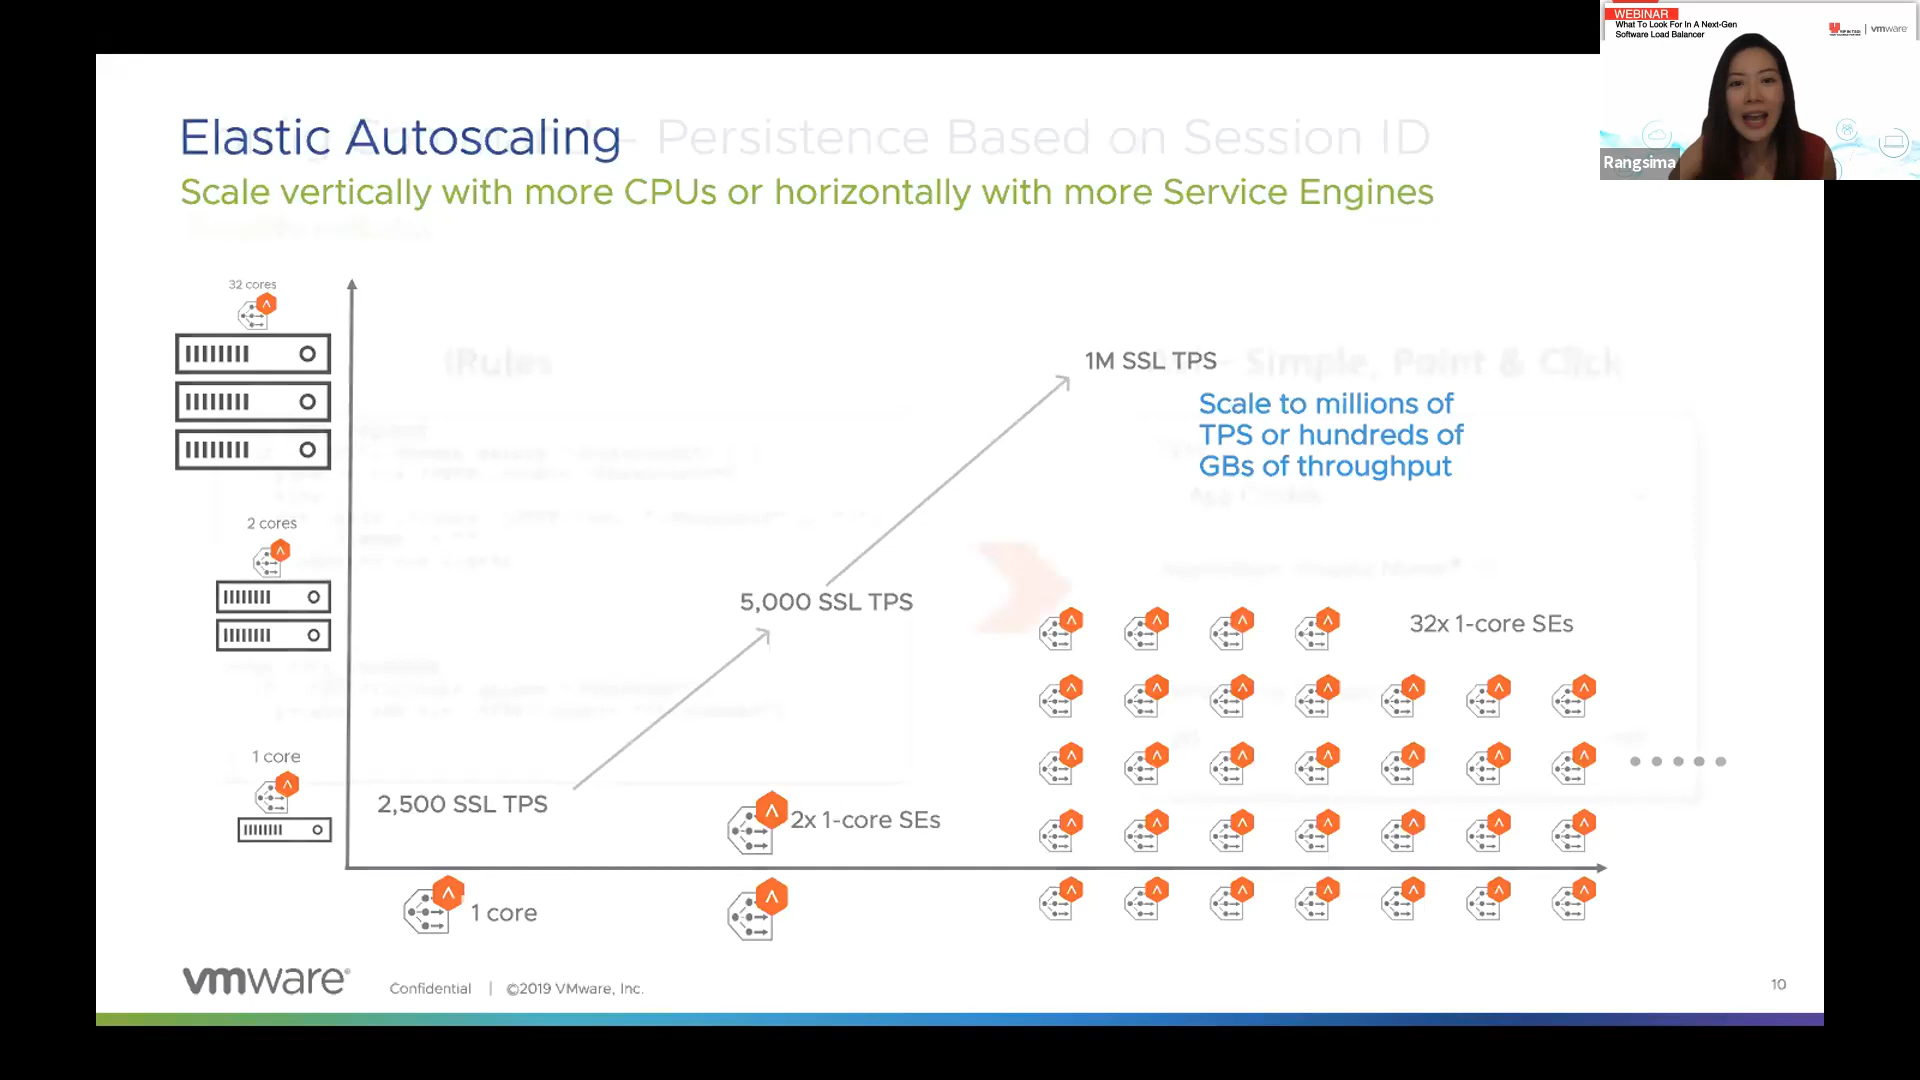 WEBINAR
What To Look For In A Next-Gen
Software Load Balancer
vmware
Rangsima
Elastic Autoscaling
– Persistence Based on Session ID
Scale vertically with more CPUs or horizontally with more Service Engines
32 cores
iRules
1M SSL TPS
– Simple, Point & Click
Scale to millions of
TPS or hundreds of
GBs of throughput
2 cores
5,000 SSL TPS
32x 1-core SEs
1 core
2,500 SSL TPS
2x 1-core SEs
1 core
vmware
Confidential | ©2019 VMware, Inc.
10